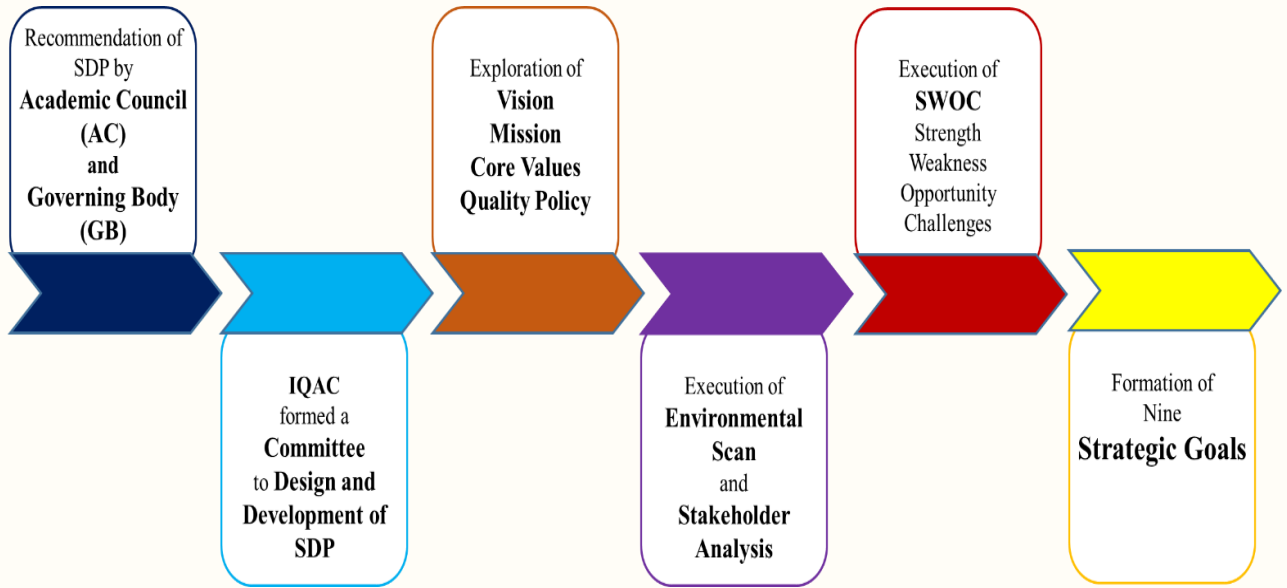 Recommendation of
SDP by
Academic Council
(AC)
and
Governing Body
(GB)
IQAC
formed a
Committee
to Design and
Development of
SDP
Exploration of
Vision
Mission
Core Values
Quality Policy
Execution of
Environmental
Scan
and
Stakeholder
Analysis
Execution of
SWOC
Strength
Weakness
Opportunity
Challenges
Formation of
Nine
Strategic Goals